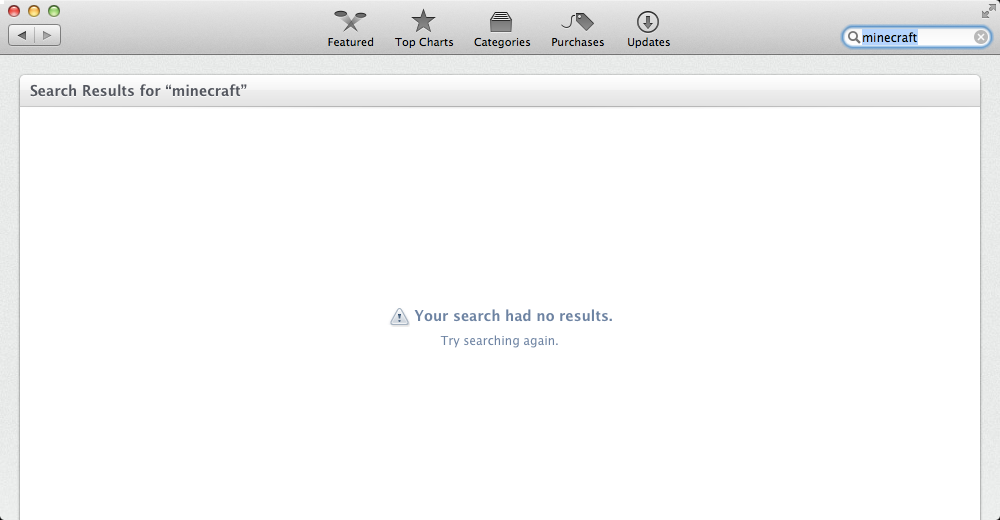 Featured
Top Charts
Categories
Purchases
Updates
minecraft
Search Results for “minecraft”
Your search had no results.
Try searching again.